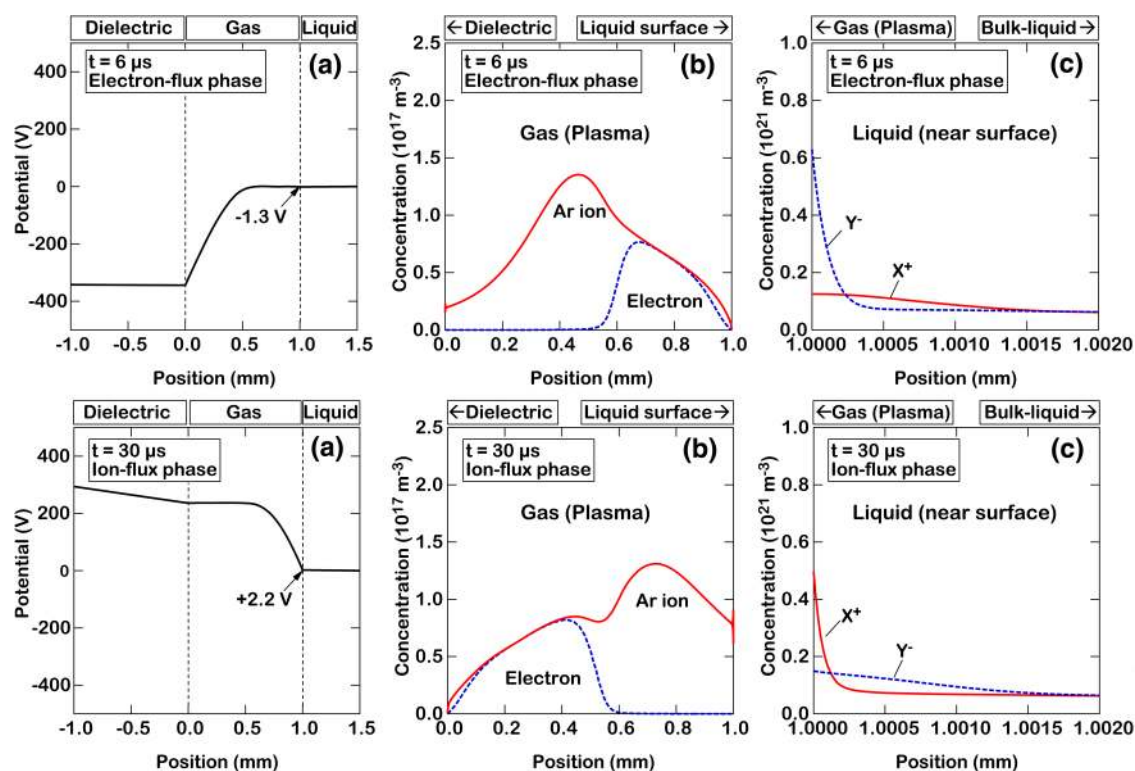 Dielectric Gas Liquid
t = 6 µs
Electron-flux phase
(a)
400
200
0
-200
-400
-1.3 V
Potential (V)
-1.0 -0.5 0.0 0.5 1.0 1.5
Position (mm)
←Dielectric Liquid surface→
t = 6 µs
Electron-flux phase
(b)
2.5
2.0
1.5
1.0
0.5
0.0
Gas (Plasma)
Ar ion
Electron
Concentration (10^17 m^-3)
0.0 0.2 0.4 0.6 0.8 1.0
Position (mm)
←Gas (Plasma) Bulk-liquid→
t = 6 µs
Electron-flux phase
(c)
1.0
0.8
0.6
0.4
0.2
0.0
Liquid (near surface)
Y^-
X^+
Concentration (10^21 m^-3)
1.0000 1.0005 1.0010 1.0015 1.0020
Position (mm)
Dielectric Gas Liquid
t = 30 µs
Ion-flux phase
(a)
400
200
0
-200
-400
+2.2 V
Potential (V)
-1.0 -0.5 0.0 0.5 1.0 1.5
Position (mm)
←Dielectric Liquid surface→
t = 30 µs
Ion-flux phase
(b)
2.5
2.0
1.5
1.0
0.5
0.0
Gas (Plasma)
Ar ion
Electron
Concentration (10^17 m^-3)
0.0 0.2 0.4 0.6 0.8 1.0
Position (mm)
←Gas (Plasma) Bulk-liquid→
t = 30 µs
Ion-flux phase
(c)
1.0
0.8
0.6
0.4
0.2
0.0
Liquid (near surface)
X^+
Y^-
Concentration (10^21 m^-3)
1.0000 1.0005 1.0010 1.0015 1.0020
Position (mm)